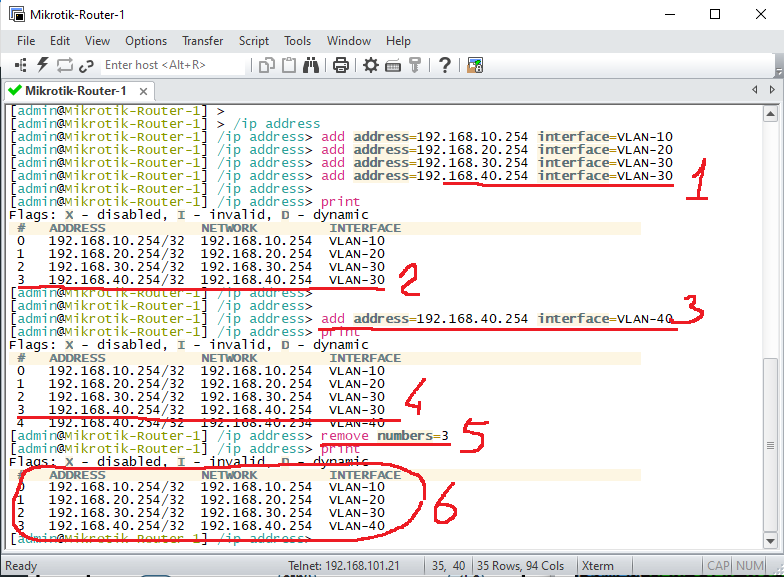 Mikrotik-Router-1
File Edit View Options Transfer Script Tools Window Help
Enter host <Alt+R>
Mikrotik-Router-1
[admin@Mikrotik-Router-1] >
[admin@Mikrotik-Router-1] > /ip address
[admin@Mikrotik-Router-1] /ip address> add address=192.168.10.254 interface=VLAN-10
[admin@Mikrotik-Router-1] /ip address> add address=192.168.20.254 interface=VLAN-20
[admin@Mikrotik-Router-1] /ip address> add address=192.168.30.254 interface=VLAN-30
[admin@Mikrotik-Router-1] /ip address> add address=192.168.40.254 interface=VLAN-30
1
[admin@Mikrotik-Router-1] /ip address>
[admin@Mikrotik-Router-1] /ip address> print
Flags: X - disabled, I - invalid, D - dynamic
# ADDRESS NETWORK INTERFACE
0 192.168.10.254/32 192.168.10.254 VLAN-10
1 192.168.20.254/32 192.168.20.254 VLAN-20
2 192.168.30.254/32 192.168.30.254 VLAN-30
3 192.168.40.254/32 192.168.40.254 VLAN-30
2
[admin@Mikrotik-Router-1] /ip address>
[admin@Mikrotik-Router-1] /ip address>
[admin@Mikrotik-Router-1] /ip address> add address=192.168.40.254 interface=VLAN-40
3
[admin@Mikrotik-Router-1] /ip address> print
Flags: X - disabled, I - invalid, D - dynamic
# ADDRESS NETWORK INTERFACE
0 192.168.10.254/32 192.168.10.254 VLAN-10
1 192.168.20.254/32 192.168.20.254 VLAN-20
2 192.168.30.254/32 192.168.30.254 VLAN-30
3 192.168.40.254/32 192.168.40.254 VLAN-30
4
4 192.168.40.254/32 192.168.40.254 VLAN-40
[admin@Mikrotik-Router-1] /ip address> remove numbers=3
5
[admin@Mikrotik-Router-1] /ip address> print
Flags: X - disabled, I - invalid, D - dynamic
# ADDRESS NETWORK INTERFACE
0 192.168.10.254/32 192.168.10.254 VLAN-10
1 192.168.20.254/32 192.168.20.254 VLAN-20
2 192.168.30.254/32 192.168.30.254 VLAN-30
3 192.168.40.254/32 192.168.40.254 VLAN-40
6
[admin@Mikrotik-Router-1] /ip address>
Ready Telnet: 192.168.101.21 35, 40 35 Rows, 94 Cols Xterm CAP NUM